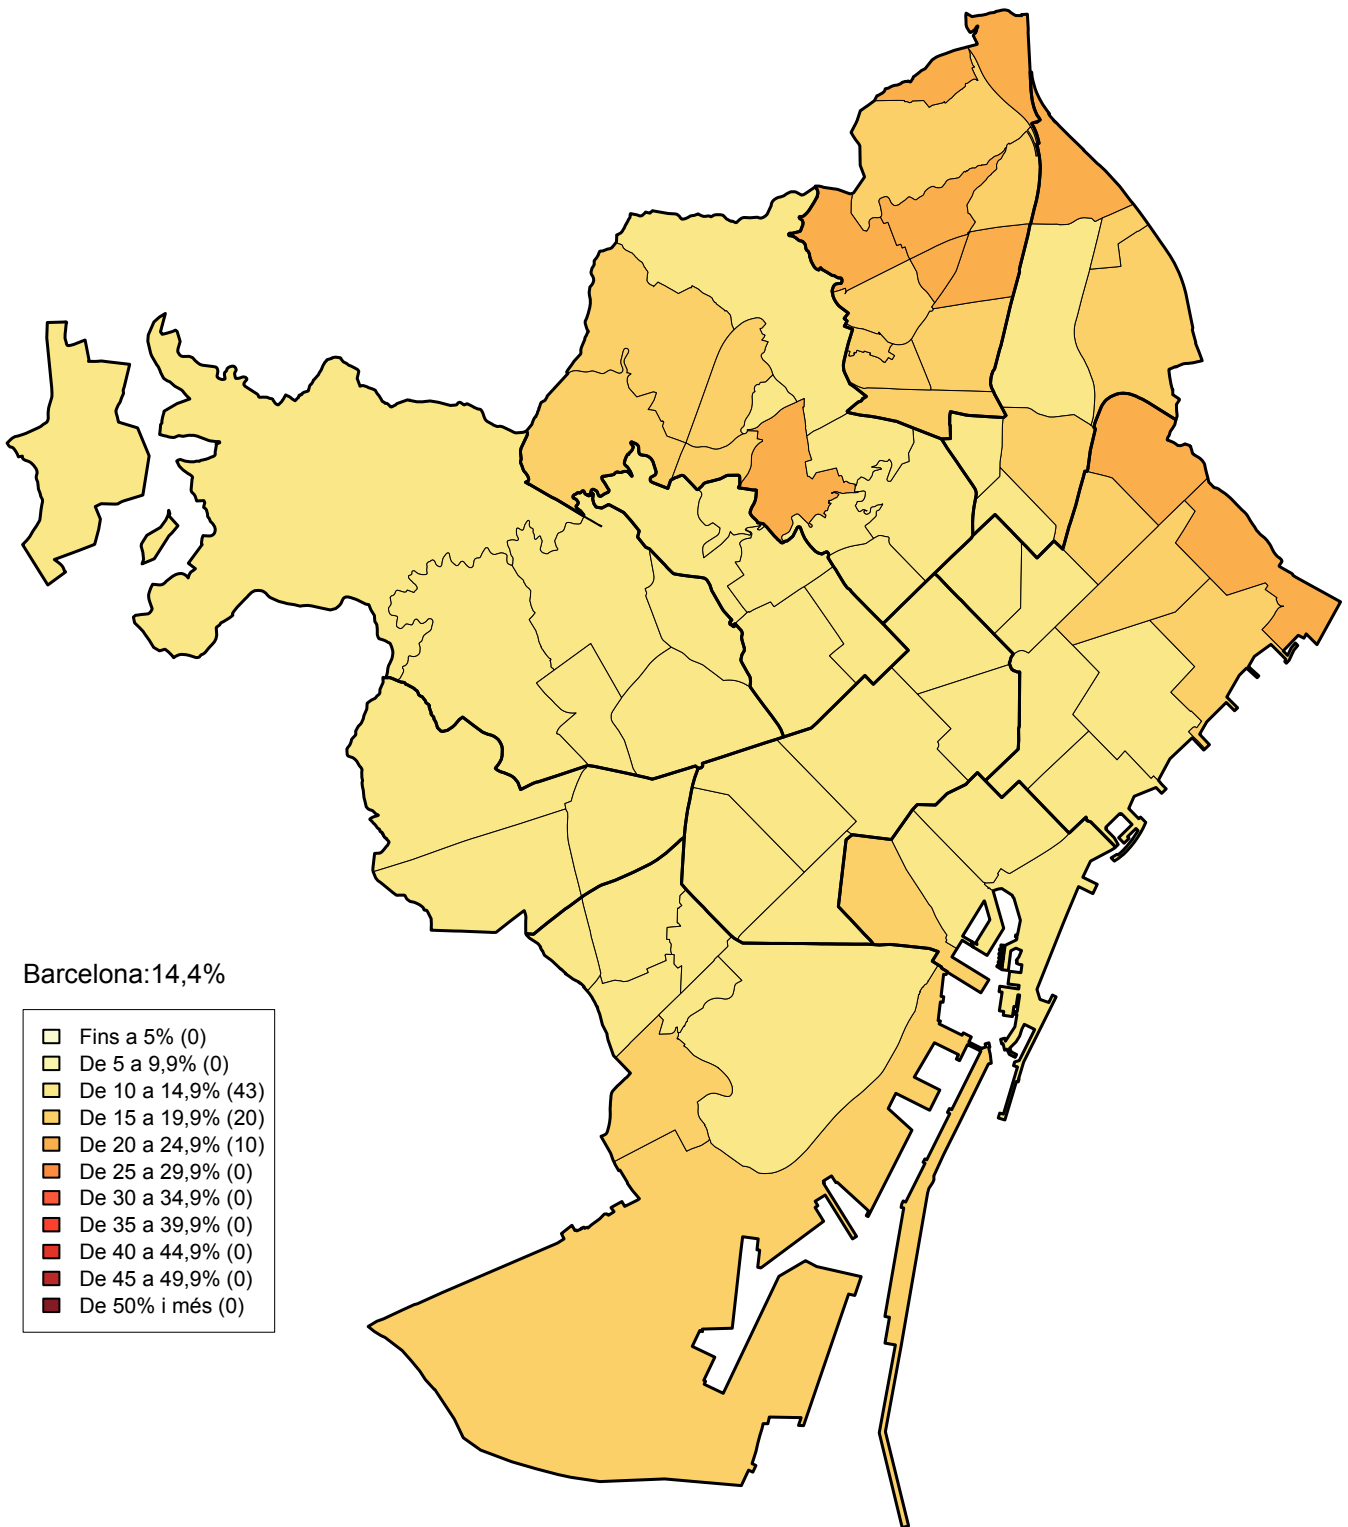 Barcelona:14,4%
Fins a 5% (0)
De 5 a 9,9% (0)
De 10 a 14,9% (43)
De 15 a 19,9% (20)
De 20 a 24,9% (10)
De 25 a 29,9% (0)
De 30 a 34,9% (0)
De 35 a 39,9% (0)
De 40 a 44,9% (0)
De 45 a 49,9% (0)
De 50% i més (0)